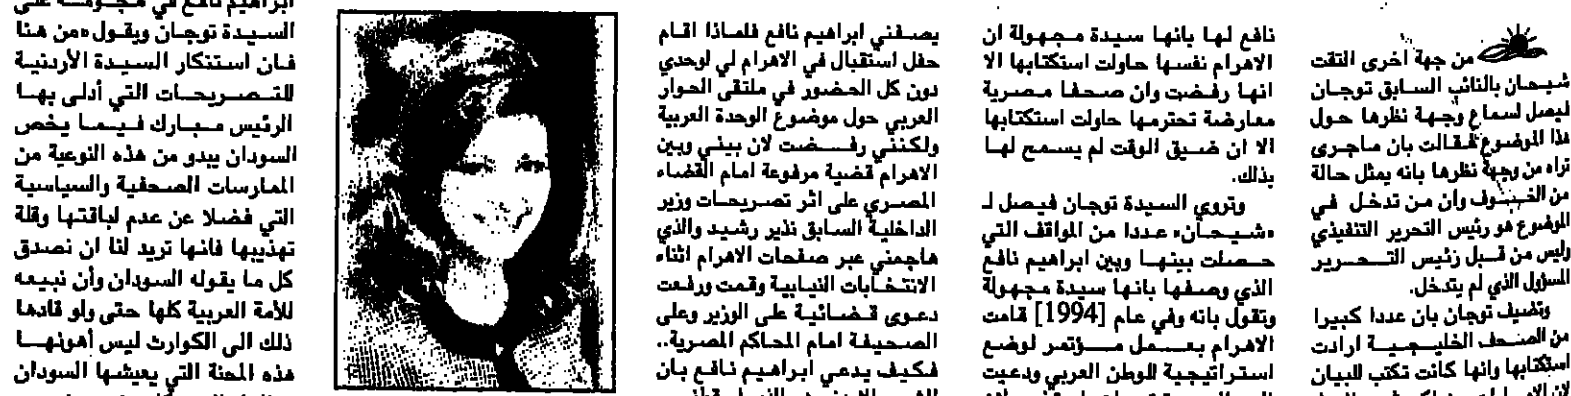 من جهة اخرى التقت
شيحان بالنائب السابق توجان
فيصل لسماع وجهة نظرها حول
هذا الموضوع فقالت بان ماجرى
تراه من وجهة نظرها بانه يمثل حالة
من الخسوف وان من تدخل في
الموضوع هو رئيس التحرير التنفيذي
وليس من قبل رئيس التحرير
المسؤول الذي لم يتدخل.
وتضيف توجان بان عددا كبيرا
من الصحف الخليجية ارادت
استكتابها وانها كانت تكتب للبيان
نافع لها بانها سيدة مجهولة ان
الاهرام نفسها حاولت استكتابها الا
انها رفضت وان صحفا مصرية
معارضة تحترمها حاولت استكتابها
الا ان ضيق الوقت لم يسمح لها
بذلك.
وتروي السيدة توجان فيصل لـ
«شيحان» عددا من المواقف التي
حصلت بينها وبين ابراهيم نافع
الذي وصفها بانها سيدة مجهولة
وتقول بانه وفي عام [1994] قامت
الاهرام بعمل مؤتمر لوضع
استراتيجية للوطن العربي ودعيت
يصفني ابراهيم نافع فلماذا اقام
حفل استقبال في الاهرام لي لوحدي
دون كل الحضور في ملتقى الحوار
العربي حول موضوع الوحدة العربية
ولكنني رفضت لان بيني وبين
الاهرام قضية مرفوعة امام القضاء
المصري على اثر تصريحات وزير
الداخلية السابق نذير رشيد والذي
هاجمني عبر صفحات الاهرام اثناء
الانتخابات النيابية وقمت ورفعت
دعوى قضائية على الوزير وعلى
الصحيفة امام المحاكم المصرية..
فكيف يدعي ابراهيم نافع بان
ابراهيم نافع في هجومه على
السيدة توجان ويقول «من هنا
فان استنكار السيدة الأردنية
للتصريحات التي أدلى بها
الرئيس مبارك فيما يخص
السودان يبدو من هذه النوعية من
الممارسات الصحفية والسياسية
التي فضلا عن عدم لباقتها وقلة
تهذيبها فانها تريد لنا ان نصدق
كل ما يقوله السودان وأن نبيعه
للأمة العربية كلها حتى ولو قادها
ذلك الى الكوارث ليس أهونها
هذه المحنة التي يعيشها السودان